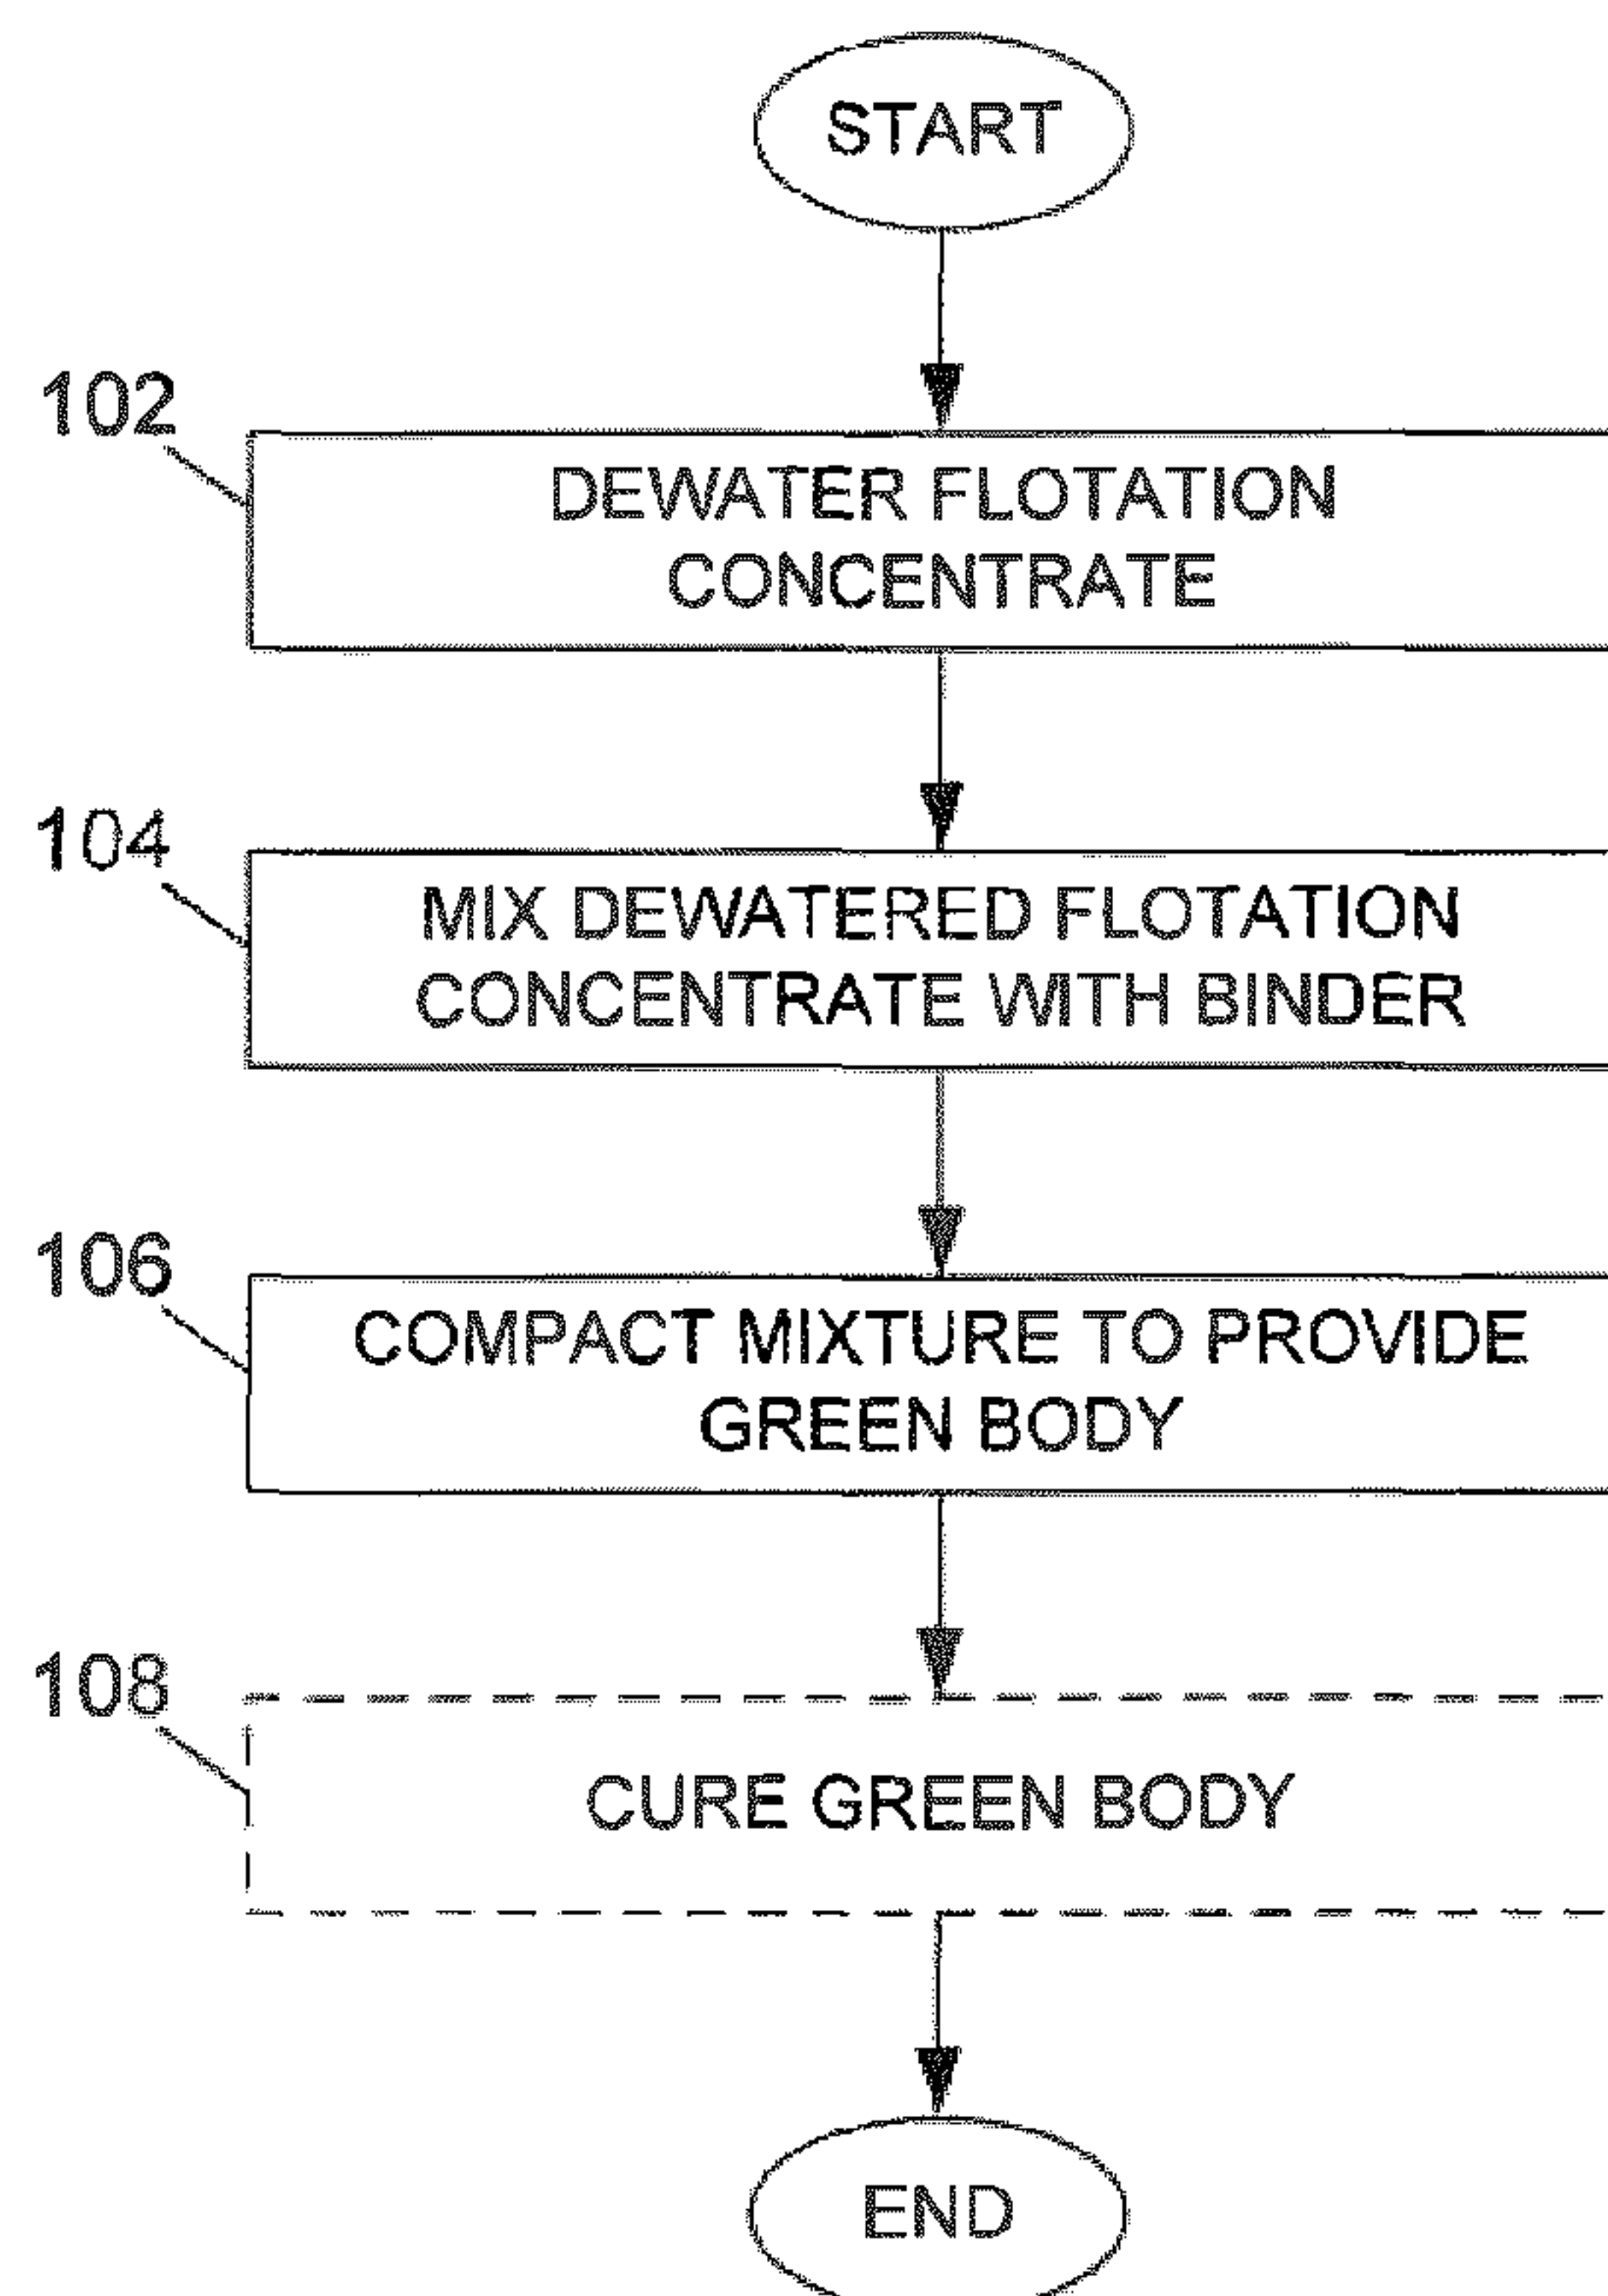 START
102
DEWATER FLOTATION
CONCENTRATE
104
MIX DEWATERED FLOTATION
CONCENTRATE WITH BINDER
106
COMPACT MIXTURE TO PROVIDE
GREEN BODY
108
CURE GREEN BODY
END